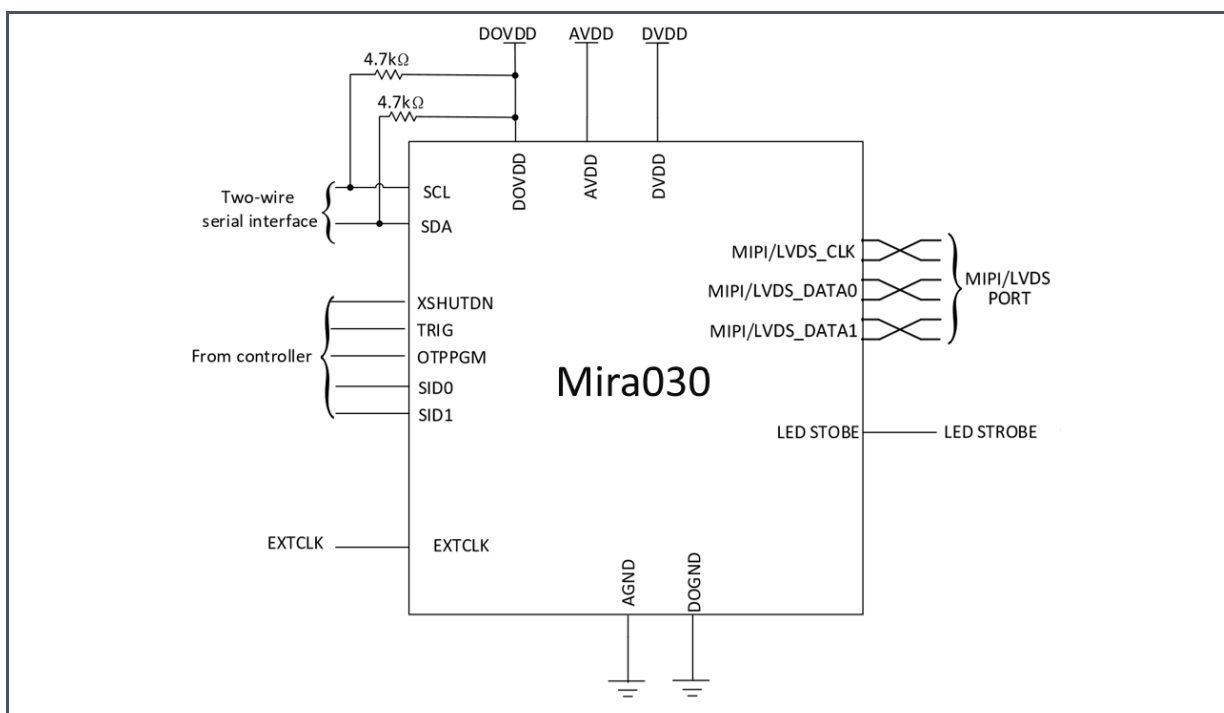 DOVDD
AVDD
DVDD
4.7kΩ
4.7kΩ
DOVDD
AVDD
DVDD
Two-wire
serial interface
SCL
SDA
MIPI/LVDS_CLK
MIPI/LVDS_DATA0
MIPI/LVDS_DATA1
MIPI/LVDS
PORT
From controller
XSHUTDN
TRIG
OTPPGM
SID0
SID1
Mira030
LED STOBE
LED STROBE
EXTCLK
EXTCLK
AGND
DOGND